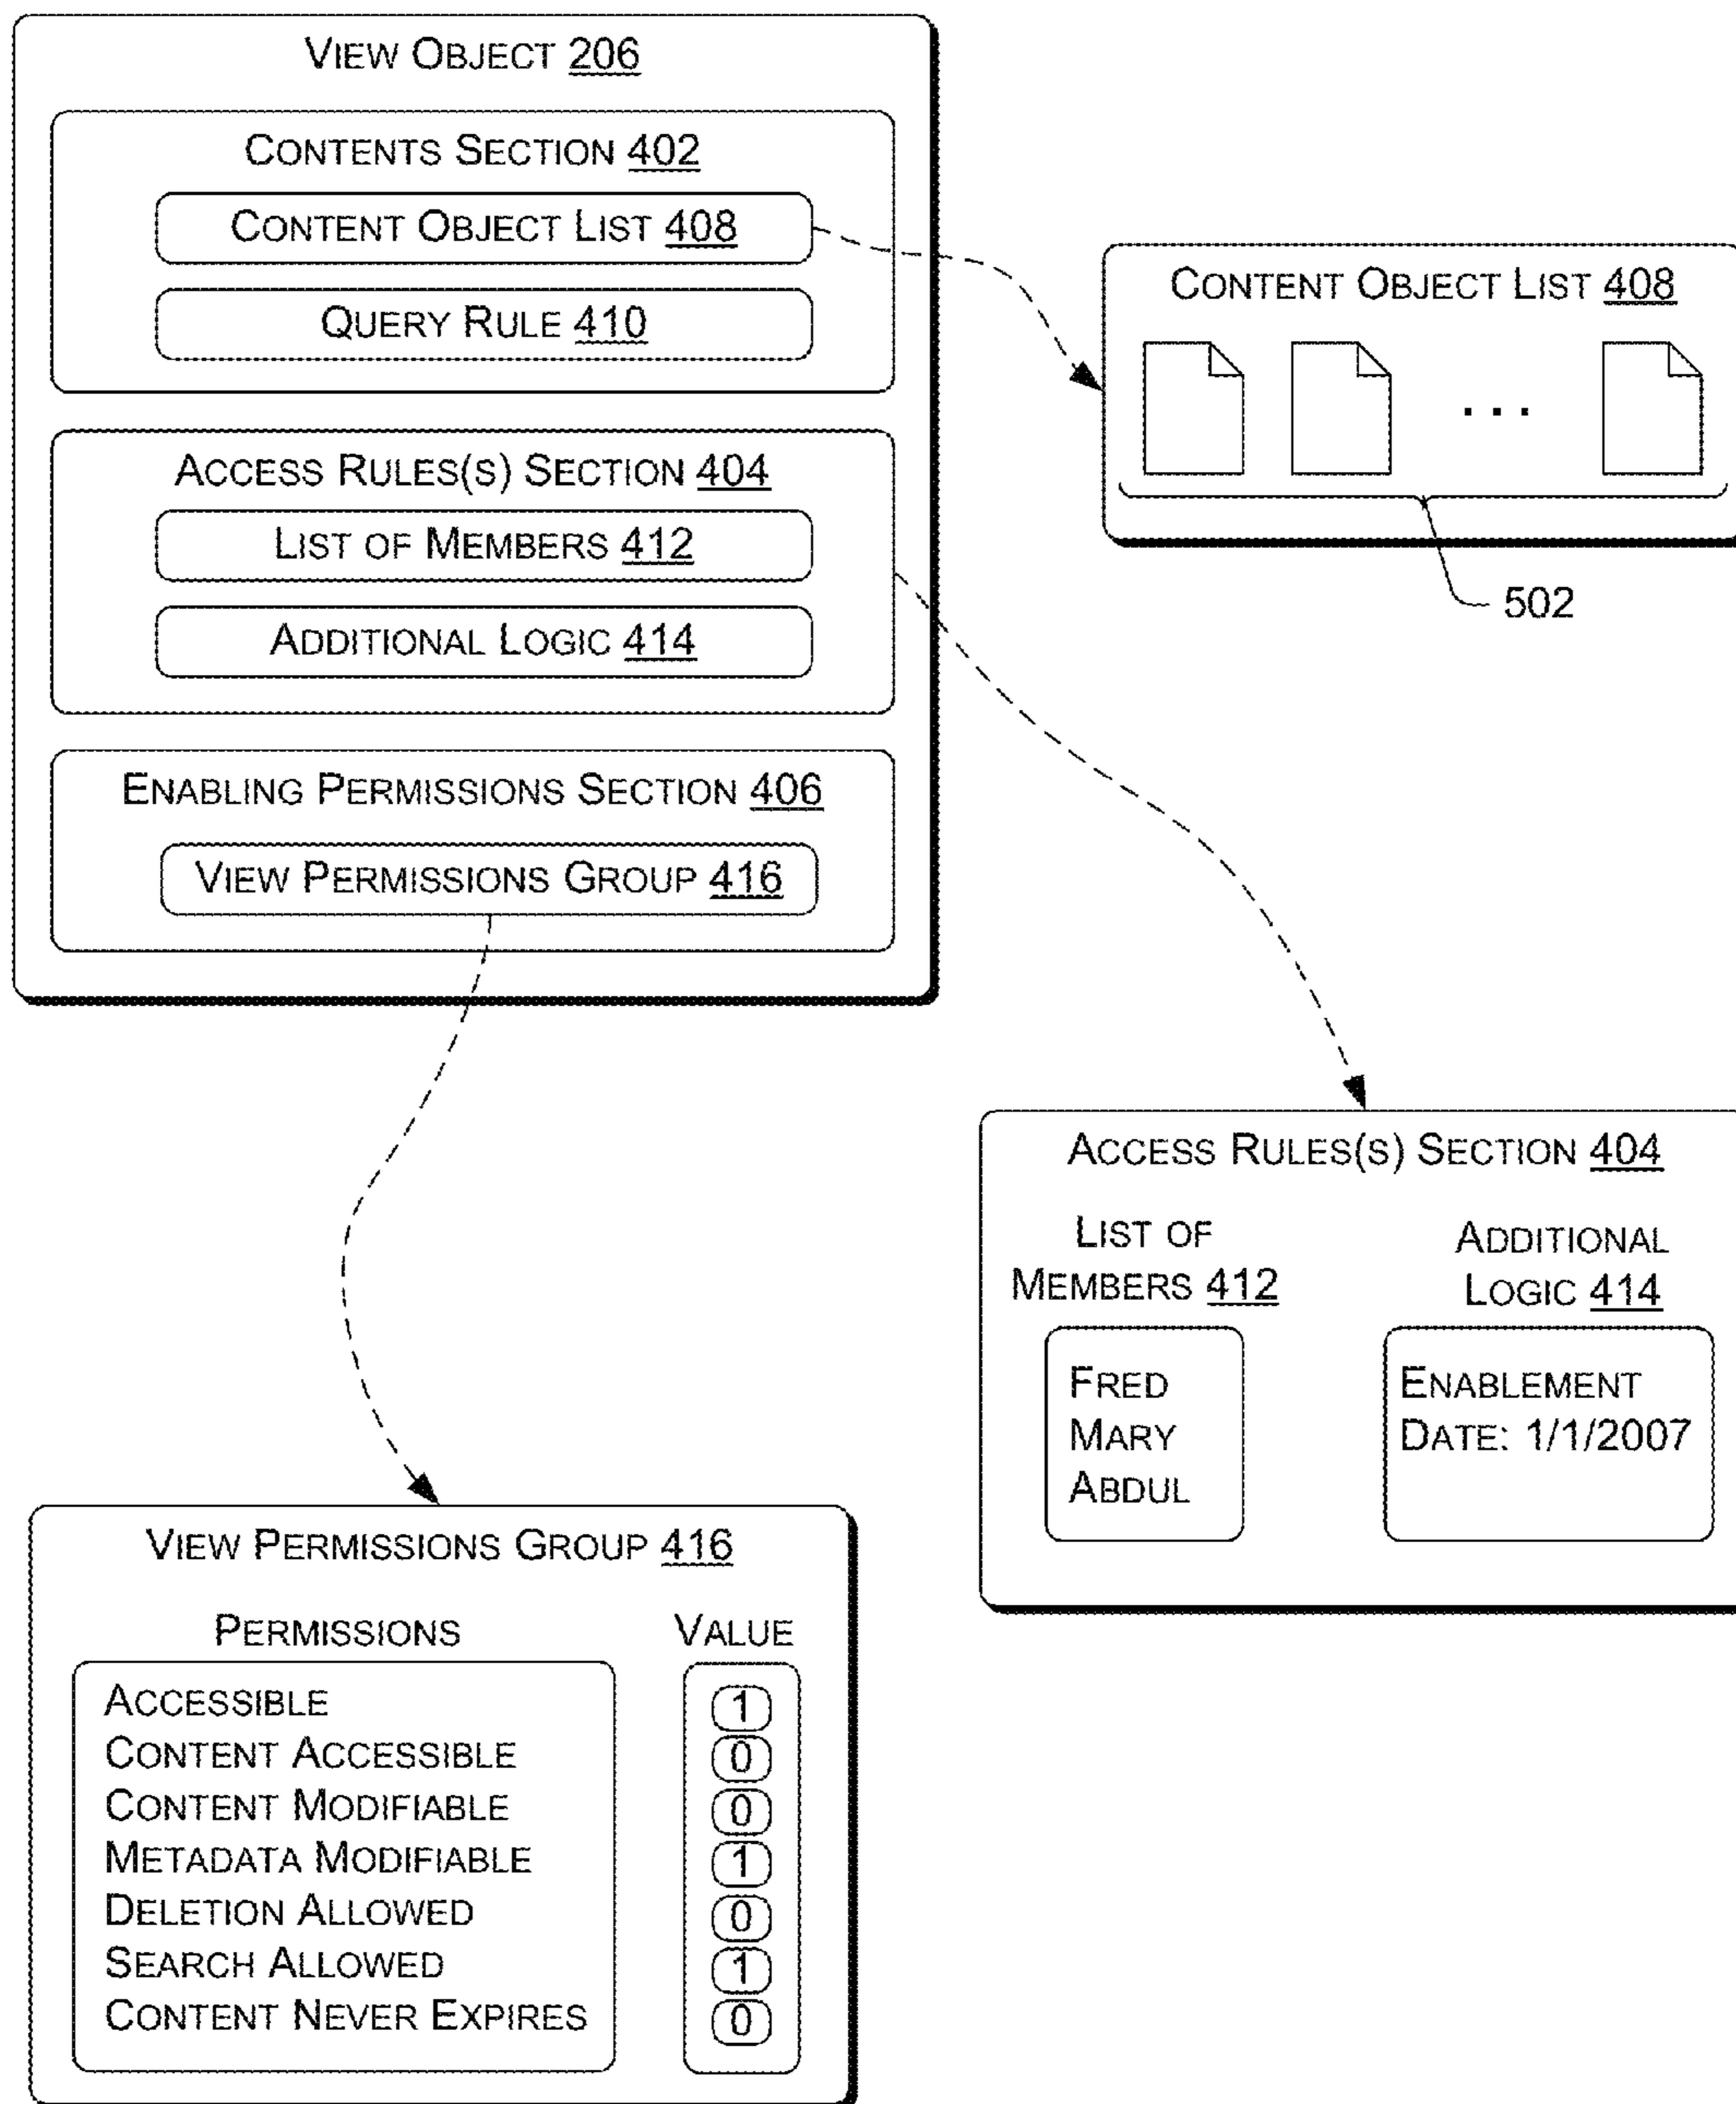 VIEW OBJECT 206
CONTENTS SECTION 402
CONTENT OBJECT LIST 408
QUERY RULE 410
ACCESS RULES(S) SECTION 404
LIST OF MEMBERS 412
ADDITIONAL LOGIC 414
ENABLING PERMISSIONS SECTION 406
VIEW PERMISSIONS GROUP 416
CONTENT OBJECT LIST 408
. . .
502
ACCESS RULES(S) SECTION 404
LIST OF
MEMBERS 412
FRED
MARY
ABDUL
ADDITIONAL
LOGIC 414
ENABLEMENT
DATE: 1/1/2007
VIEW PERMISSIONS GROUP 416
PERMISSIONS VALUE
ACCESSIBLE 1
CONTENT ACCESSIBLE 0
CONTENT MODIFIABLE 0
METADATA MODIFIABLE 1
DELETION ALLOWED 0
SEARCH ALLOWED 1
CONTENT NEVER EXPIRES 0